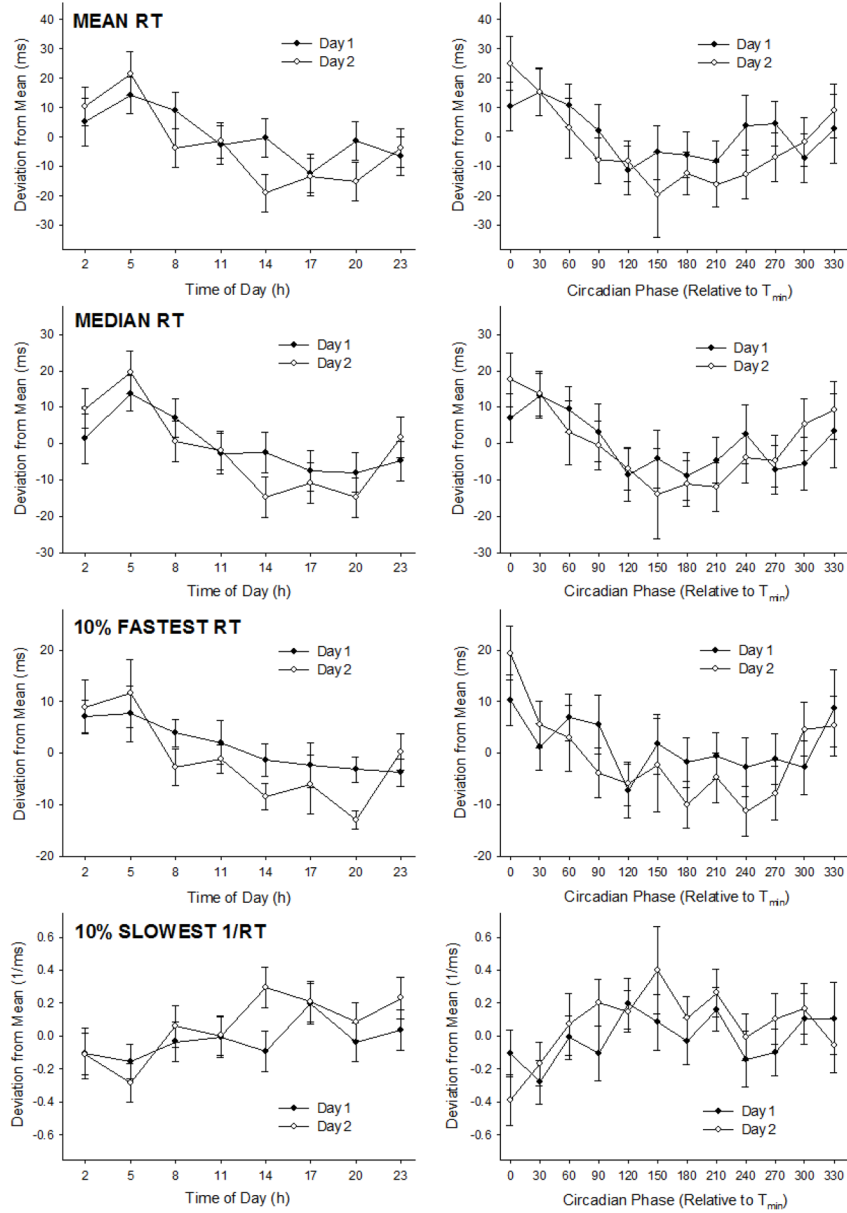 MEAN RT
Day 1
Day 2
Deviation from Mean (ms)
40
30
20
10
0
-10
-20
-30
2 5 8 11 14 17 20 23
Time of Day (h)
Day 1
Day 2
Deviation from Mean (ms)
40
30
20
10
0
-10
-20
-30
0 30 60 90 120 150 180 210 240 270 300 330
Circadian Phase (Relative to Tmin)
MEDIAN RT
Day 1
Day 2
Deviation from Mean (ms)
30
20
10
0
-10
-20
-30
2 5 8 11 14 17 20 23
Time of Day (h)
Day 1
Day 2
Deviation from Mean (ms)
30
20
10
0
-10
-20
-30
0 30 60 90 120 150 180 210 240 270 300 330
Circadian Phase (Relative to Tmin)
10% FASTEST RT
Day 1
Day 2
Deivation from Mean (ms)
20
10
0
-10
-20
2 5 8 11 14 17 20 23
Time of Day (h)
Day 1
Day 2
Deviation from Mean (ms)
20
10
0
-10
-20
0 30 60 90 120 150 180 210 240 270 300 330
Circadian Phase (Relative to Tmin)
10% SLOWEST 1/RT
Deviation from Mean (1/ms)
0.6
0.4
0.2
0.0
-0.2
-0.4
-0.6
Day 1
Day 2
2 5 8 11 14 17 20 23
Time of Day (h)
Deviation from Mean (1/ms)
0.6
0.4
0.2
0.0
-0.2
-0.4
-0.6
Day 1
Day 2
0 30 60 90 120 150 180 210 240 270 300 330
Circadian Phase (Relative to Tmin)